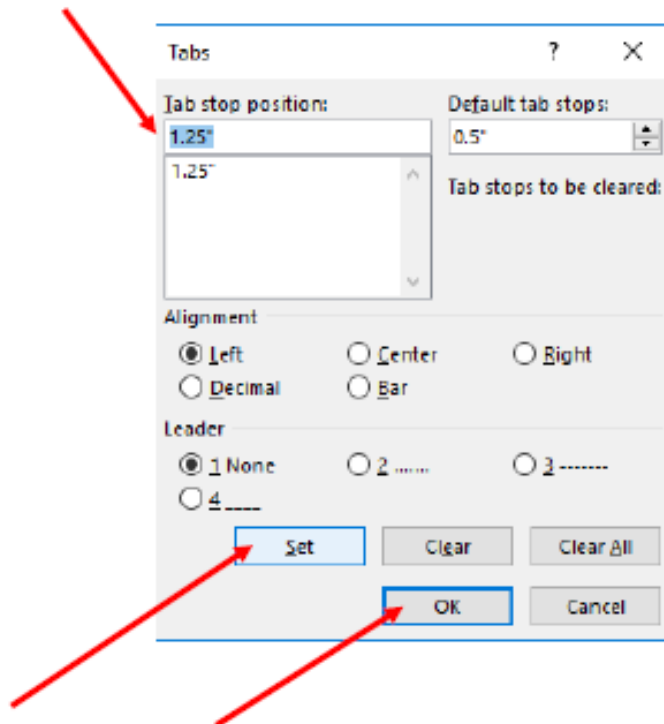 Tabs ? X
Tab stop position:
Default tab stops:
1.25"
0.5"
1.25"
Tab stops to be cleared:
Alignment
Left Center Right
Decimal Bar
Leader
1 None 2 ....... 3 -------
4 ____
Set Clear Clear All
OK Cancel